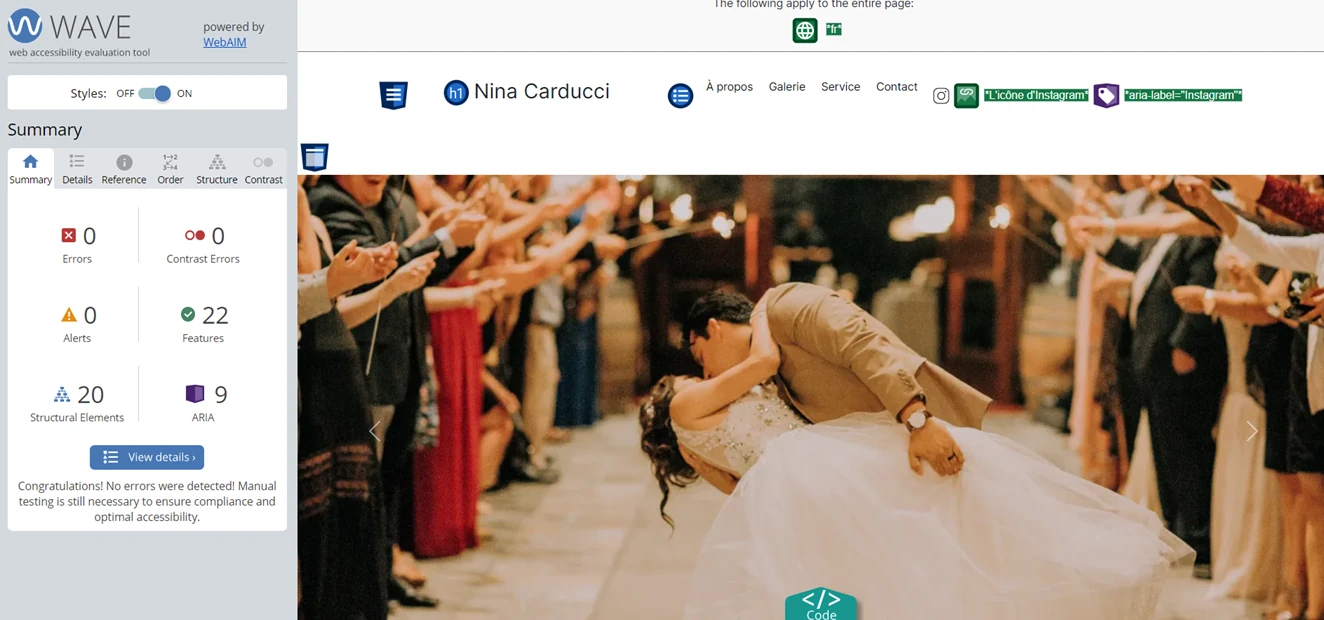 WAVE
web accessibility evaluation tool
powered by
WebAIM
Styles: OFF ON
Summary
Summary Details Reference Order Structure Contrast
0
Errors
0
Contrast Errors
0
Alerts
22
Features
20
Structural Elements
9
ARIA
View details ›
Congratulations! No errors were detected! Manual
testing is still necessary to ensure compliance and
optimal accessibility.
The following apply to the entire page:
*fr*
h1 Nina Carducci
À propos Galerie Service Contact
*L'icône d'Instagram* *aria-label="Instagram"*
</>
Code